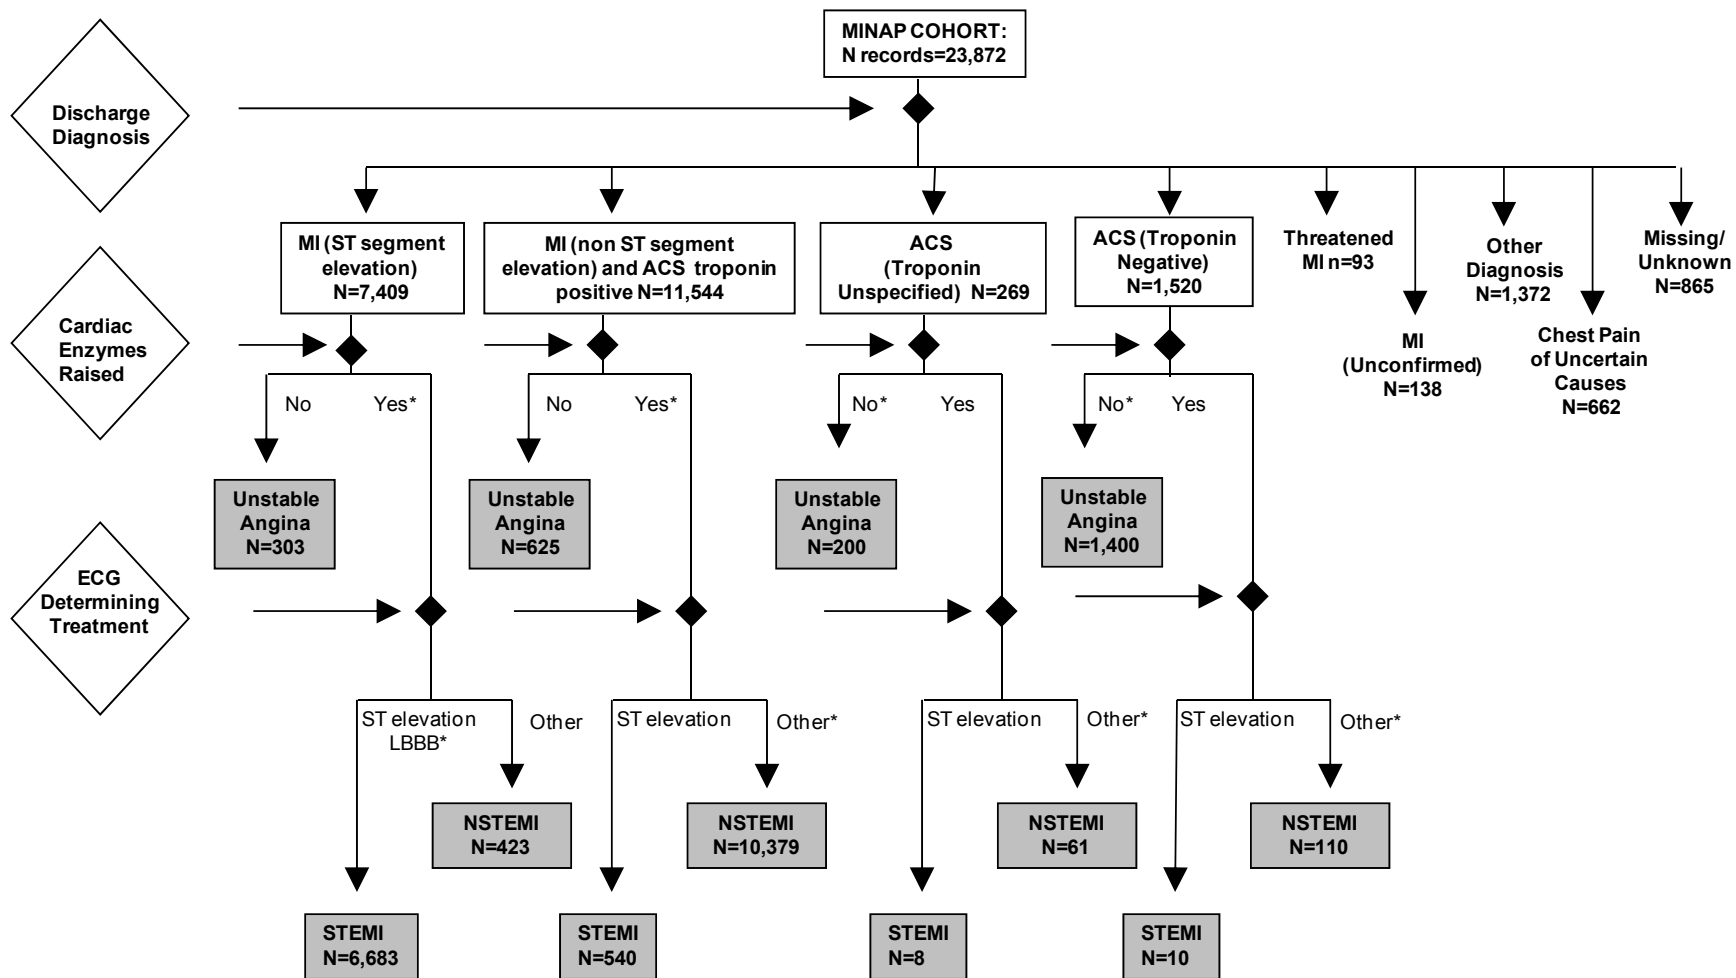 MINAP COHORT:
N records=23,872
Discharge
Diagnosis
MI (ST segment
elevation)
N=7,409
MI (non ST segment
elevation) and ACS troponin
positive N=11,544
ACS
(Troponin
Unspecified) N=269
ACS (Troponin
Negative)
N=1,520
Threatened
MI n=93
MI
(Unconfirmed)
N=138
Other
Diagnosis
N=1,372
Chest Pain
of Uncertain
Causes
N=662
Missing/
Unknown
N=865
Cardiac
Enzymes
Raised
No
Yes*
No
Yes*
No*
Yes
No*
Yes
Unstable
Angina
N=303
Unstable
Angina
N=625
Unstable
Angina
N=200
Unstable
Angina
N=1,400
ECG
Determining
Treatment
ST elevation
LBBB*
Other
ST elevation
Other*
ST elevation
Other*
ST elevation
Other*
NSTEMI
N=423
NSTEMI
N=10,379
NSTEMI
N=61
NSTEMI
N=110
STEMI
N=6,683
STEMI
N=540
STEMI
N=8
STEMI
N=10